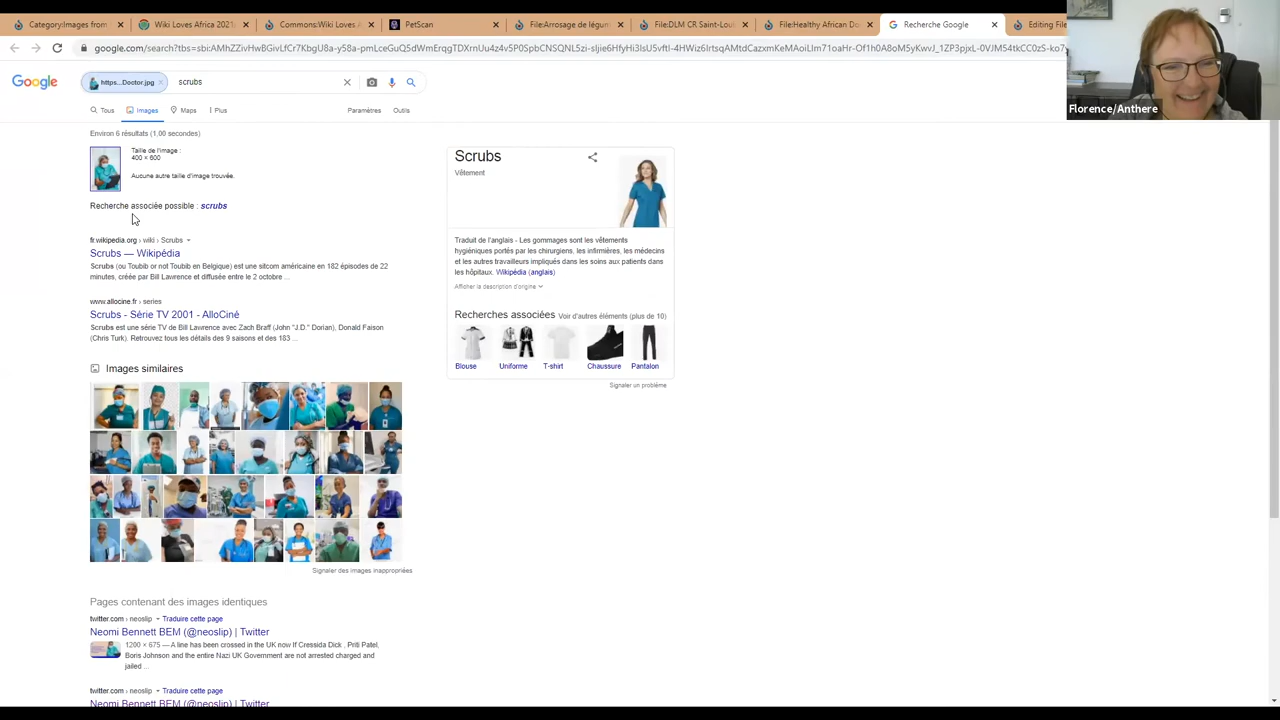 Category:Images from
Wiki Loves Africa 2021/
Commons:Wiki Loves A
PetScan
File:Arrosage de légum
File:DLM CR Saint-Loui
File:Healthy African Do
Recherche Google
Editing File
google.com/search?tbs=sbi:
Florence/Anthere
Google
https...Doctor.jpg
scrubs
Tous
Images
Maps
Plus
Paramètres
Outils
Environ 6 résultats (1,00 secondes)
Taille de l'image :
400 × 600
Aucune autre taille d'image trouvée.
Recherche associée possible : scrubs
fr.wikipedia.org › wiki › Scrubs
Scrubs — Wikipédia
Scrubs (ou Toubib or not Toubib en Belgique) est une sitcom américaine en 182 épisodes de 22
minutes, créée par Bill Lawrence et diffusée entre le 2 octobre ...
www.allocine.fr › series
Scrubs - Série TV 2001 - AlloCiné
Scrubs est une série TV de Bill Lawrence avec Zach Braff (John "J.D." Dorian), Donald Faison
(Chris Turk). Retrouvez tous les détails des 9 saisons et des 183 ...
Images similaires
Signaler des images inappropriées
Pages contenant des images identiques
twitter.com › neoslip
Traduire cette page
Neomi Bennett BEM (@neoslip) | Twitter
1200 × 675 — A line has been crossed in the UK now If Cressida Dick , Priti Patel,
Boris Johnson and the entire Nazi UK Government are not arrested charged and
jailed ...
twitter.com › neoslip
Traduire cette page
Neomi Bennett BEM (@neoslip) | Twitter
Scrubs
Vêtement
Traduit de l'anglais - Les gommages sont les vêtements
hygiéniques portés par les chirurgiens, les infirmières, les médecins
et les autres travailleurs impliqués dans les soins aux patients dans
les hôpitaux. Wikipédia (anglais)
Afficher la description d'origine
Recherches associées
Voir d'autres éléments (plus de 10)
Blouse
Uniforme
T-shirt
Chaussure
Pantalon
Signaler un problème